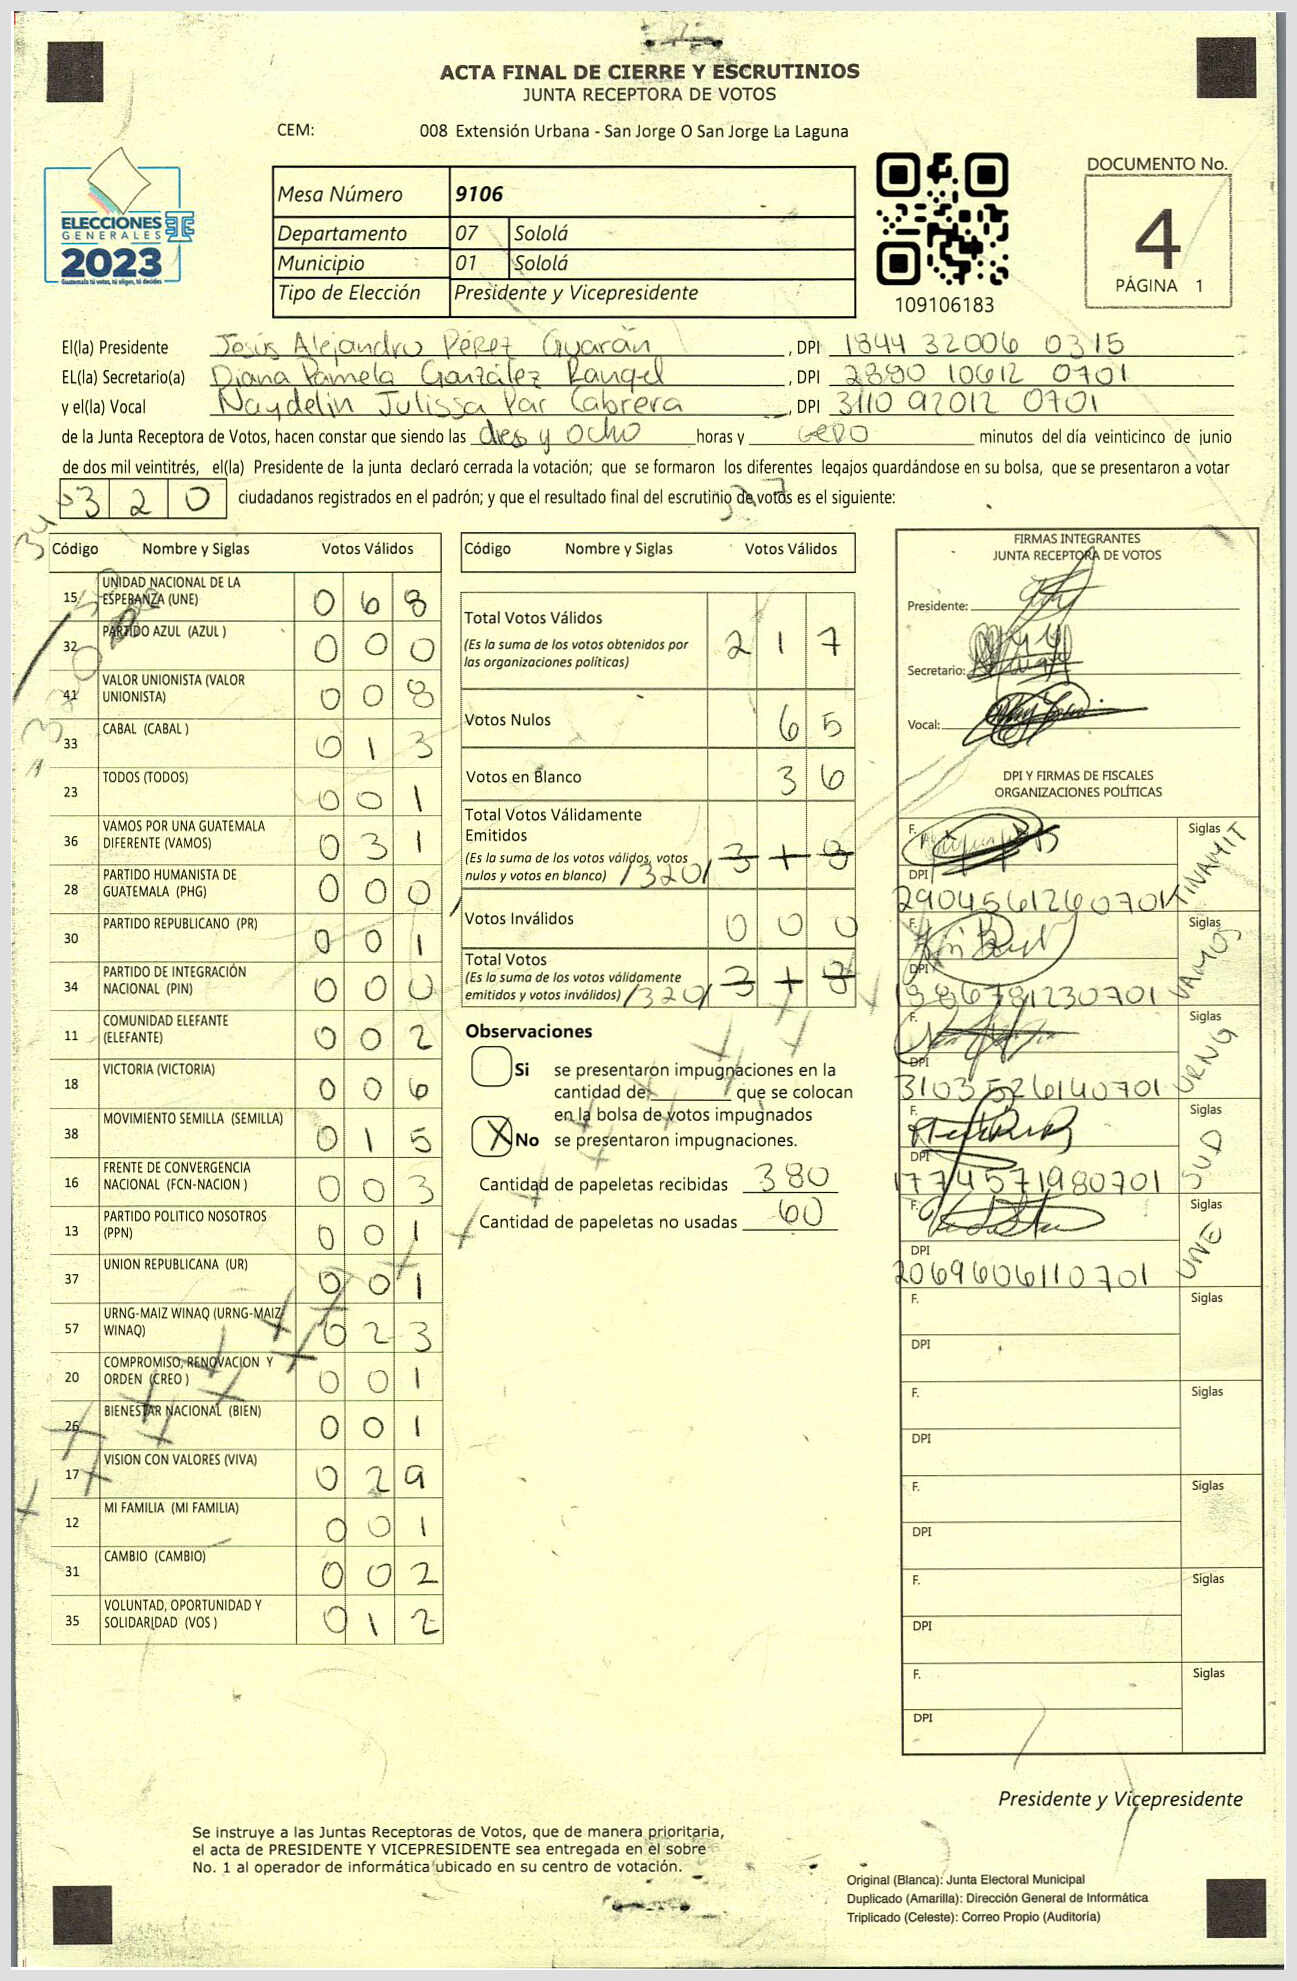 ACTA FINAL DE CIERRE Y ESCRUTINIOS
JUNTA RECEPTORA DE VOTOS
CEM: 008 Extensión Urbana - San Jorge O San Jorge La Laguna
ELECCIONES
GENERALES
2023
Guatemala tú votas, tú eliges, tú decides
Mesa Número 9106
Departamento 07 Sololá
Municipio 01 Sololá
Tipo de Elección Presidente y Vicepresidente
109106183
DOCUMENTO No.
4
PÁGINA 1
El(la) Presidente Jesús Alejandro Pérez Guarán, DPI 1844 32006 0315
EL(la) Secretario(a) Diana Pamela González Rangel, DPI 2880 10612 0701
y el(la) Vocal Naydelin Julissa Par Cabrera, DPI 3110 92012 0701
de la Junta Receptora de Votos, hacen constar que siendo las dies y ocho horas y cero minutos del día veinticinco de junio
de dos mil veintitrés, el(la) Presidente de la junta declaró cerrada la votación; que se formaron los diferentes legajos guardándose en su bolsa, que se presentaron a votar
320 ciudadanos registrados en el padrón; y que el resultado final del escrutinio de votos es el siguiente:
Código Nombre y Siglas Votos Válidos
15 UNIDAD NACIONAL DE LA ESPERANZA (UNE) 0 6 8
32 PARTIDO AZUL (AZUL ) 0 0 0
41 VALOR UNIONISTA (VALOR UNIONISTA) 0 0 8
33 CABAL (CABAL ) 0 1 3
23 TODOS (TODOS) 0 0 1
36 VAMOS POR UNA GUATEMALA DIFERENTE (VAMOS) 0 3 1
28 PARTIDO HUMANISTA DE GUATEMALA (PHG) 0 0 0
30 PARTIDO REPUBLICANO (PR) 0 0 1
34 PARTIDO DE INTEGRACIÓN NACIONAL (PIN) 0 0 0
11 COMUNIDAD ELEFANTE (ELEFANTE) 0 0 2
18 VICTORIA (VICTORIA) 0 0 6
38 MOVIMIENTO SEMILLA (SEMILLA) 0 1 5
16 FRENTE DE CONVERGENCIA NACIONAL (FCN-NACION ) 0 0 3
13 PARTIDO POLITICO NOSOTROS (PPN) 0 0 1
37 UNION REPUBLICANA (UR) 0 0 1
57 URNG-MAIZ WINAQ (URNG-MAIZ WINAQ) 0 2 3
20 COMPROMISO, RENOVACION Y ORDEN (CREO ) 0 0 1
26 BIENESTAR NACIONAL (BIEN) 0 0 1
17 VISION CON VALORES (VIVA) 0 2 9
12 MI FAMILIA (MI FAMILIA) 0 0 1
31 CAMBIO (CAMBIO) 0 0 2
35 VOLUNTAD, OPORTUNIDAD Y SOLIDARIDAD (VOS ) 0 1 2
Código Nombre y Siglas Votos Válidos
Total Votos Válidos 2 1 7
(Es la suma de los votos obtenidos por
las organizaciones políticas)
Votos Nulos 6 5
Votos en Blanco 3 6
Total Votos Válidamente
Emitidos
(Es la suma de los votos válidos, votos
nulos y votos en blanco) /320/ 3 1 8
Votos Inválidos 0 0 0
Total Votos
(Es la suma de los votos válidamente
emitidos y votos inválidos) /320/ 3 1 8
Observaciones
Si se presentaron impugnaciones en la
cantidad de que se colocan
en la bolsa de votos impugnados
X No se presentaron impugnaciones.
Cantidad de papeletas recibidas 380
Cantidad de papeletas no usadas 60
FIRMAS INTEGRANTES
JUNTA RECEPTORA DE VOTOS
Presidente:
Secretario:
Vocal:
DPI Y FIRMAS DE FISCALES
ORGANIZACIONES POLÍTICAS
F. Siglas TINAMIT
DPI 2904561260701
F. Siglas VAMOS
DPI 1386781230701
F. Siglas URNG
DPI 3103526140701
F. Siglas SUD
DPI 1774571980701
F. Siglas UNE
DPI 2069606110701
F. Siglas
DPI
F. Siglas
DPI
F. Siglas
DPI
F. Siglas
DPI
F. Siglas
DPI
Presidente y Vicepresidente
Se instruye a las Juntas Receptoras de Votos, que de manera prioritaria,
el acta de PRESIDENTE Y VICEPRESIDENTE sea entregada en el sobre
No. 1 al operador de informática ubicado en su centro de votación.
Original (Blanca): Junta Electoral Municipal
Duplicado (Amarilla): Dirección General de Informática
Triplicado (Celeste): Correo Propio (Auditoría)